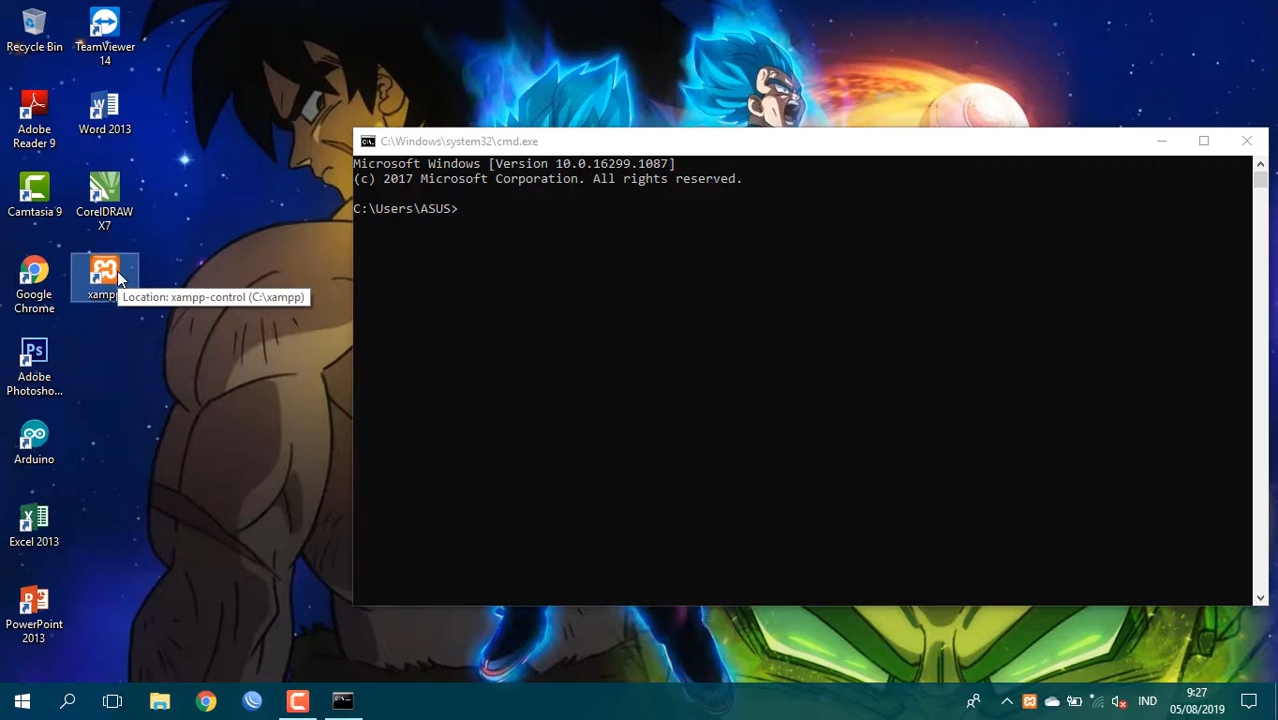 Recycle Bin
TeamViewer
14
Adobe
Reader 9
Word 2013
Camtasia 9
CorelDRAW
X7
Google
Chrome
xampp
Location: xampp-control (C:\xampp)
Ps
Adobe
Photosho...
Arduino
Excel 2013
PowerPoint
2013
C:\Windows\system32\cmd.exe
Microsoft Windows [Version 10.0.16299.1087]
(c) 2017 Microsoft Corporation. All rights reserved.
C:\Users\ASUS>
IND
9:27
05/08/2019